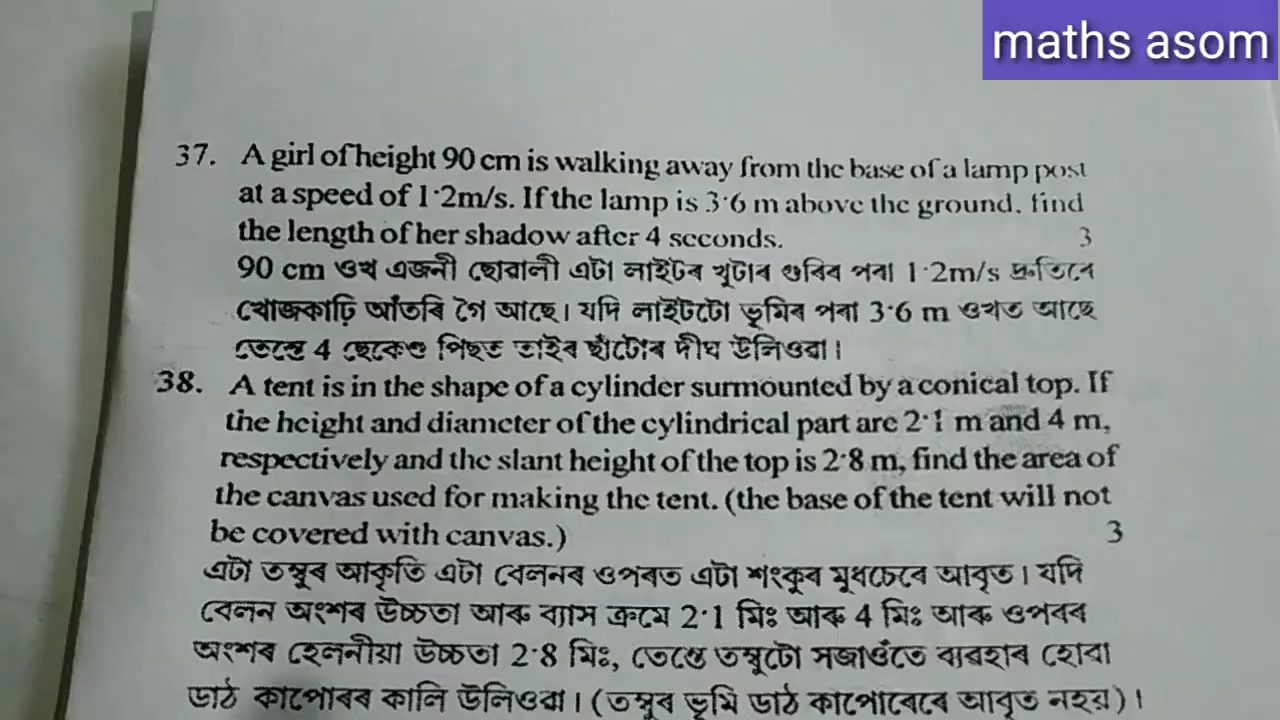 maths asom
37. A girl of height 90 cm is walking away from the base of a lamp post
at a speed of 1·2m/s. If the lamp is 3·6 m above the ground, find
the length of her shadow after 4 seconds. 3
90 cm ওখ এজনী ছোৱালী এটা লাইটৰ খূটাৰ গুৰিৰ পৰা 1·2m/s দ্ৰুতিৰে
খোজকাঢ়ি আঁতৰি গৈ আছে। যদি লাইটটো ভূমিৰ পৰা 3·6 m ওখত আছে
তেন্তে 4 ছেকেণ্ড পিছত তাইৰ ছাঁটোৰ দীঘ উলিওৱা।
38. A tent is in the shape of a cylinder surmounted by a conical top. If
the height and diameter of the cylindrical part are 2·1 m and 4 m,
respectively and the slant height of the top is 2·8 m, find the area of
the canvas used for making the tent. (the base of the tent will not
be covered with canvas.) 3
এটা তম্বুৰ আকৃতি এটা বেলনৰ ওপৰত এটা শংকুৰ মূধচেৰে আবৃত। যদি
বেলন অংশৰ উচ্চতা আৰু ব্যাস ক্ৰমে 2·1 মিঃ আৰু 4 মিঃ আৰু ওপৰৰ
অংশৰ হেলনীয়া উচ্চতা 2·8 মিঃ, তেন্তে তম্বুটো সজাওঁতে ব্যৱহাৰ হোৱা
ডাঠ কাপোৰৰ কালি উলিওৱা। (তম্বুৰ ভূমি ডাঠ কাপোৰেৰে আবৃত নহয়)।